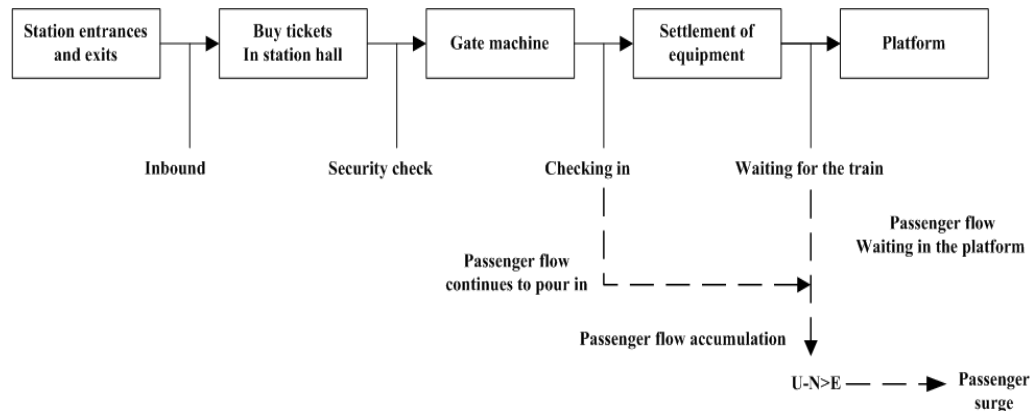 Station entrances
and exits
Buy tickets
In station hall
Gate machine
Settlement of
equipment
Platform
Inbound
Security check
Checking in
Waiting for the train
Passenger flow
Waiting in the platform
Passenger flow
continues to pour in
Passenger flow accumulation
U-N>E
Passenger
surge